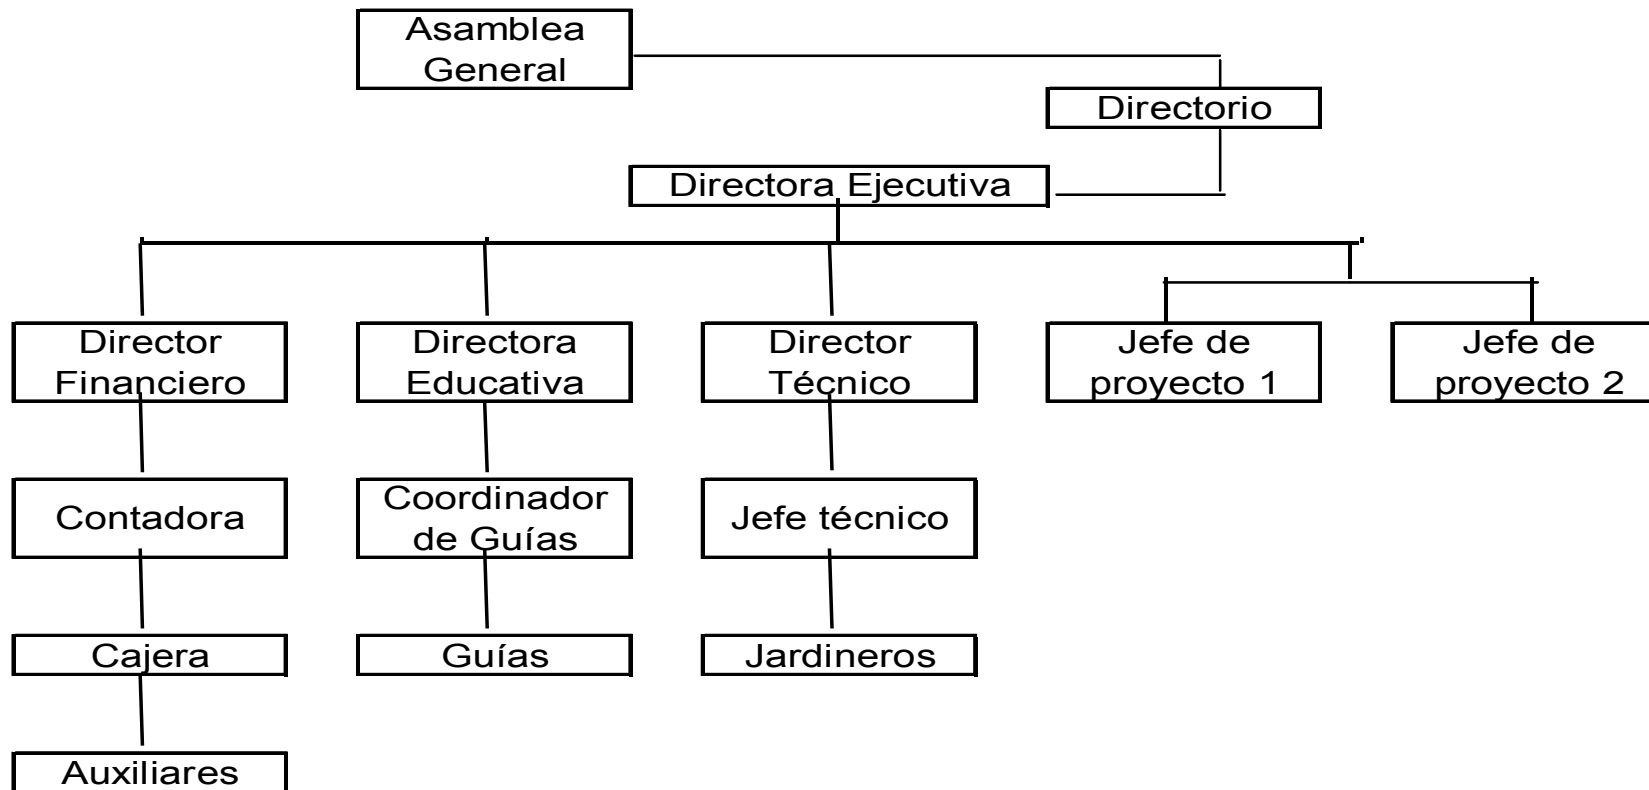 Asamblea
General
Directorio
Directora Ejecutiva
Director
Financiero
Directora
Educativa
Director
Técnico
Jefe de
proyecto 1
Jefe de
proyecto 2
Contadora
Coordinador
de Guías
Jefe técnico
Cajera
Guías
Jardineros
Auxiliares